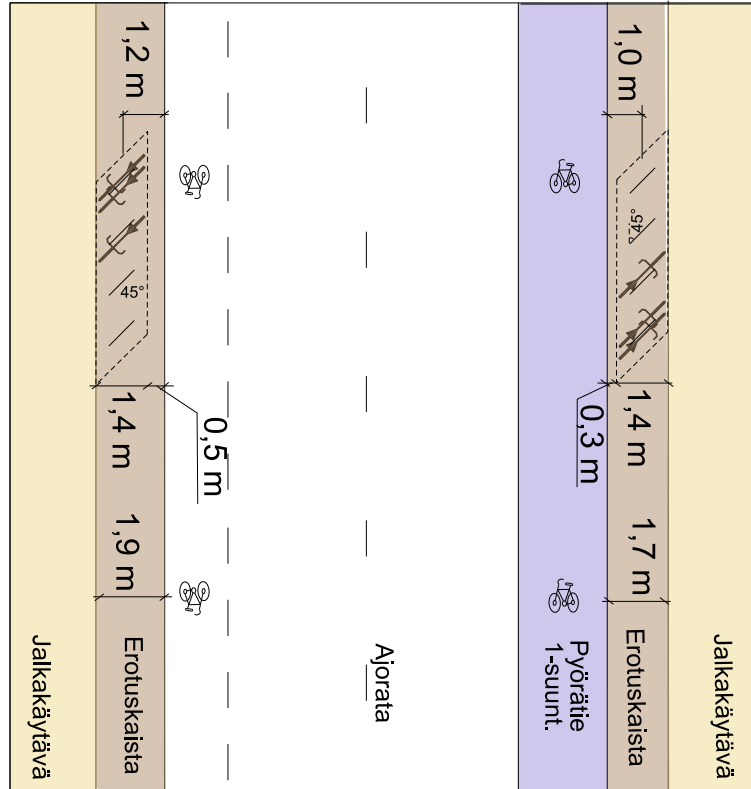 1,2 m
1,0 m
45°
45°
1,4 m
0,5 m
0,3 m
1,4 m
1,9 m
1,7 m
Jalkakäytävä
Erotuskaista
Ajorata
Pyörätie
1-suunt.
Erotuskaista
Jalkakäytävä